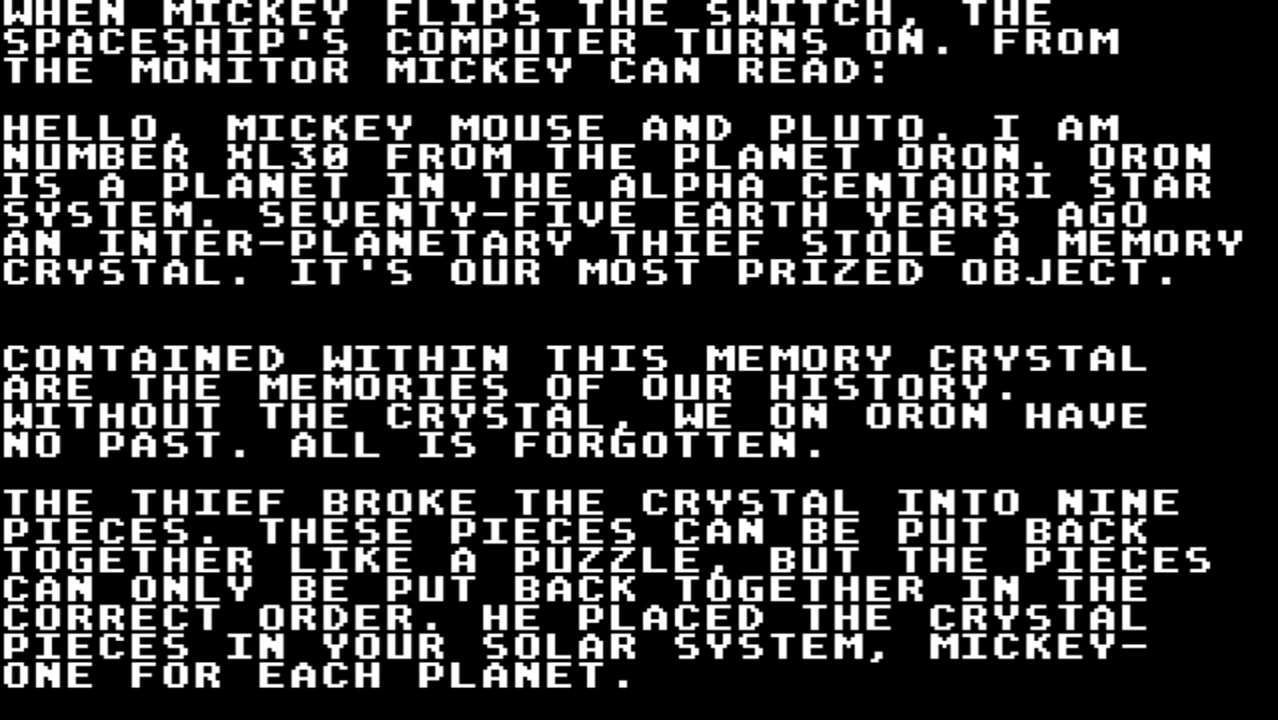 WHEN MICKEY FLIPS THE SWITCH, THE
SPACESHIP'S COMPUTER TURNS ON. FROM
THE MONITOR MICKEY CAN READ:
HELLO, MICKEY MOUSE AND PLUTO. I AM
NUMBER XL30 FROM THE PLANET ORON. ORON
IS A PLANET IN THE ALPHA CENTAURI STAR
SYSTEM. SEVENTY-FIVE EARTH YEARS AGO
AN INTER-PLANETARY THIEF STOLE A MEMORY
CRYSTAL. IT'S OUR MOST PRIZED OBJECT.
CONTAINED WITHIN THIS MEMORY CRYSTAL
ARE THE MEMORIES OF OUR HISTORY.
WITHOUT THE CRYSTAL, WE ON ORON HAVE
NO PAST. ALL IS FORGOTTEN.
THE THIEF BROKE THE CRYSTAL INTO NINE
PIECES. THESE PIECES CAN BE PUT BACK
TOGETHER LIKE A PUZZLE, BUT THE PIECES
CAN ONLY BE PUT BACK TOGETHER IN THE
CORRECT ORDER. HE PLACED THE CRYSTAL
PIECES IN YOUR SOLAR SYSTEM, MICKEY-
ONE FOR EACH PLANET.